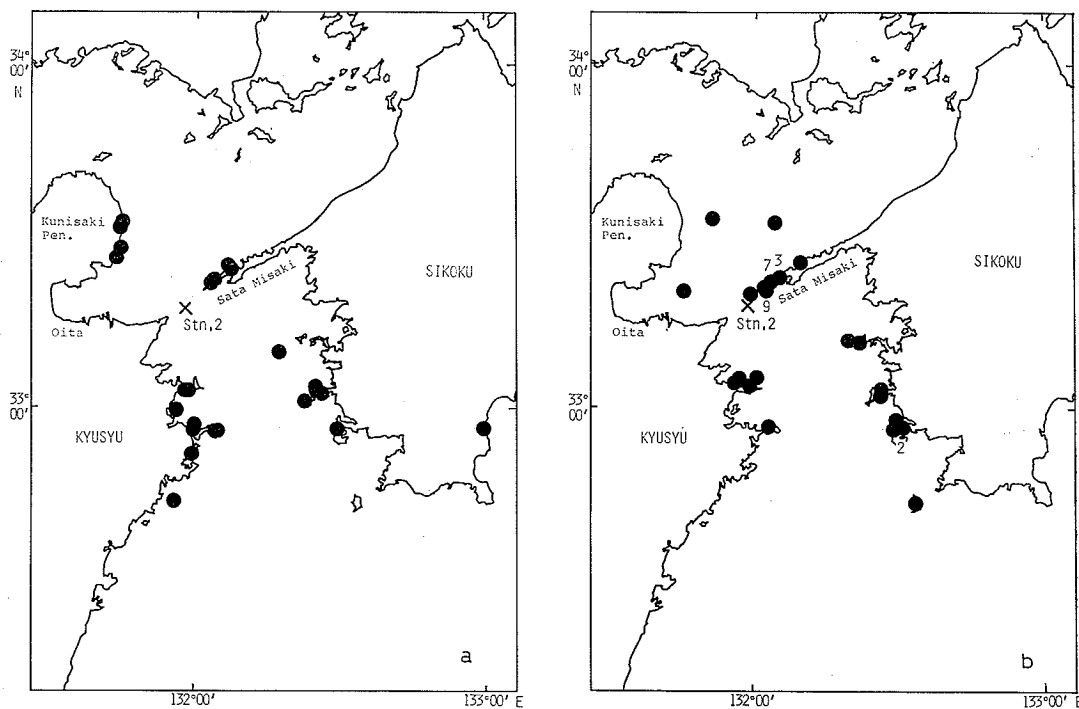 34°
00'
N
Kunisaki
Pen.
SIKOKU
Sata Misaki
Stn,2
Oita
33°
00'
KYUSYU
a
132°00'
133°00' E
34°
00'
N
Kunisaki
Pen.
SIKOKU
7 3
Sata Misaki
9
Stn,2
Oita
33°
00'
KYUSYU
2
b
132°00'
133°00' E